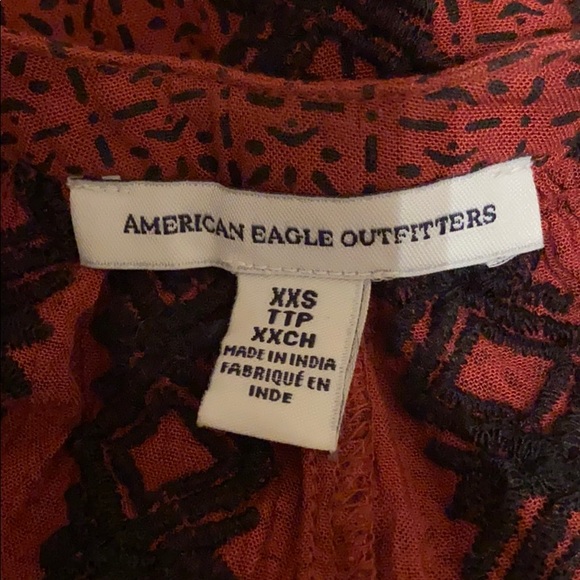 AMERICAN EAGLE OUTFITTERS
XXS
TTP
XXCH
MADE IN INDIA
FABRIQUÉ EN
INDE